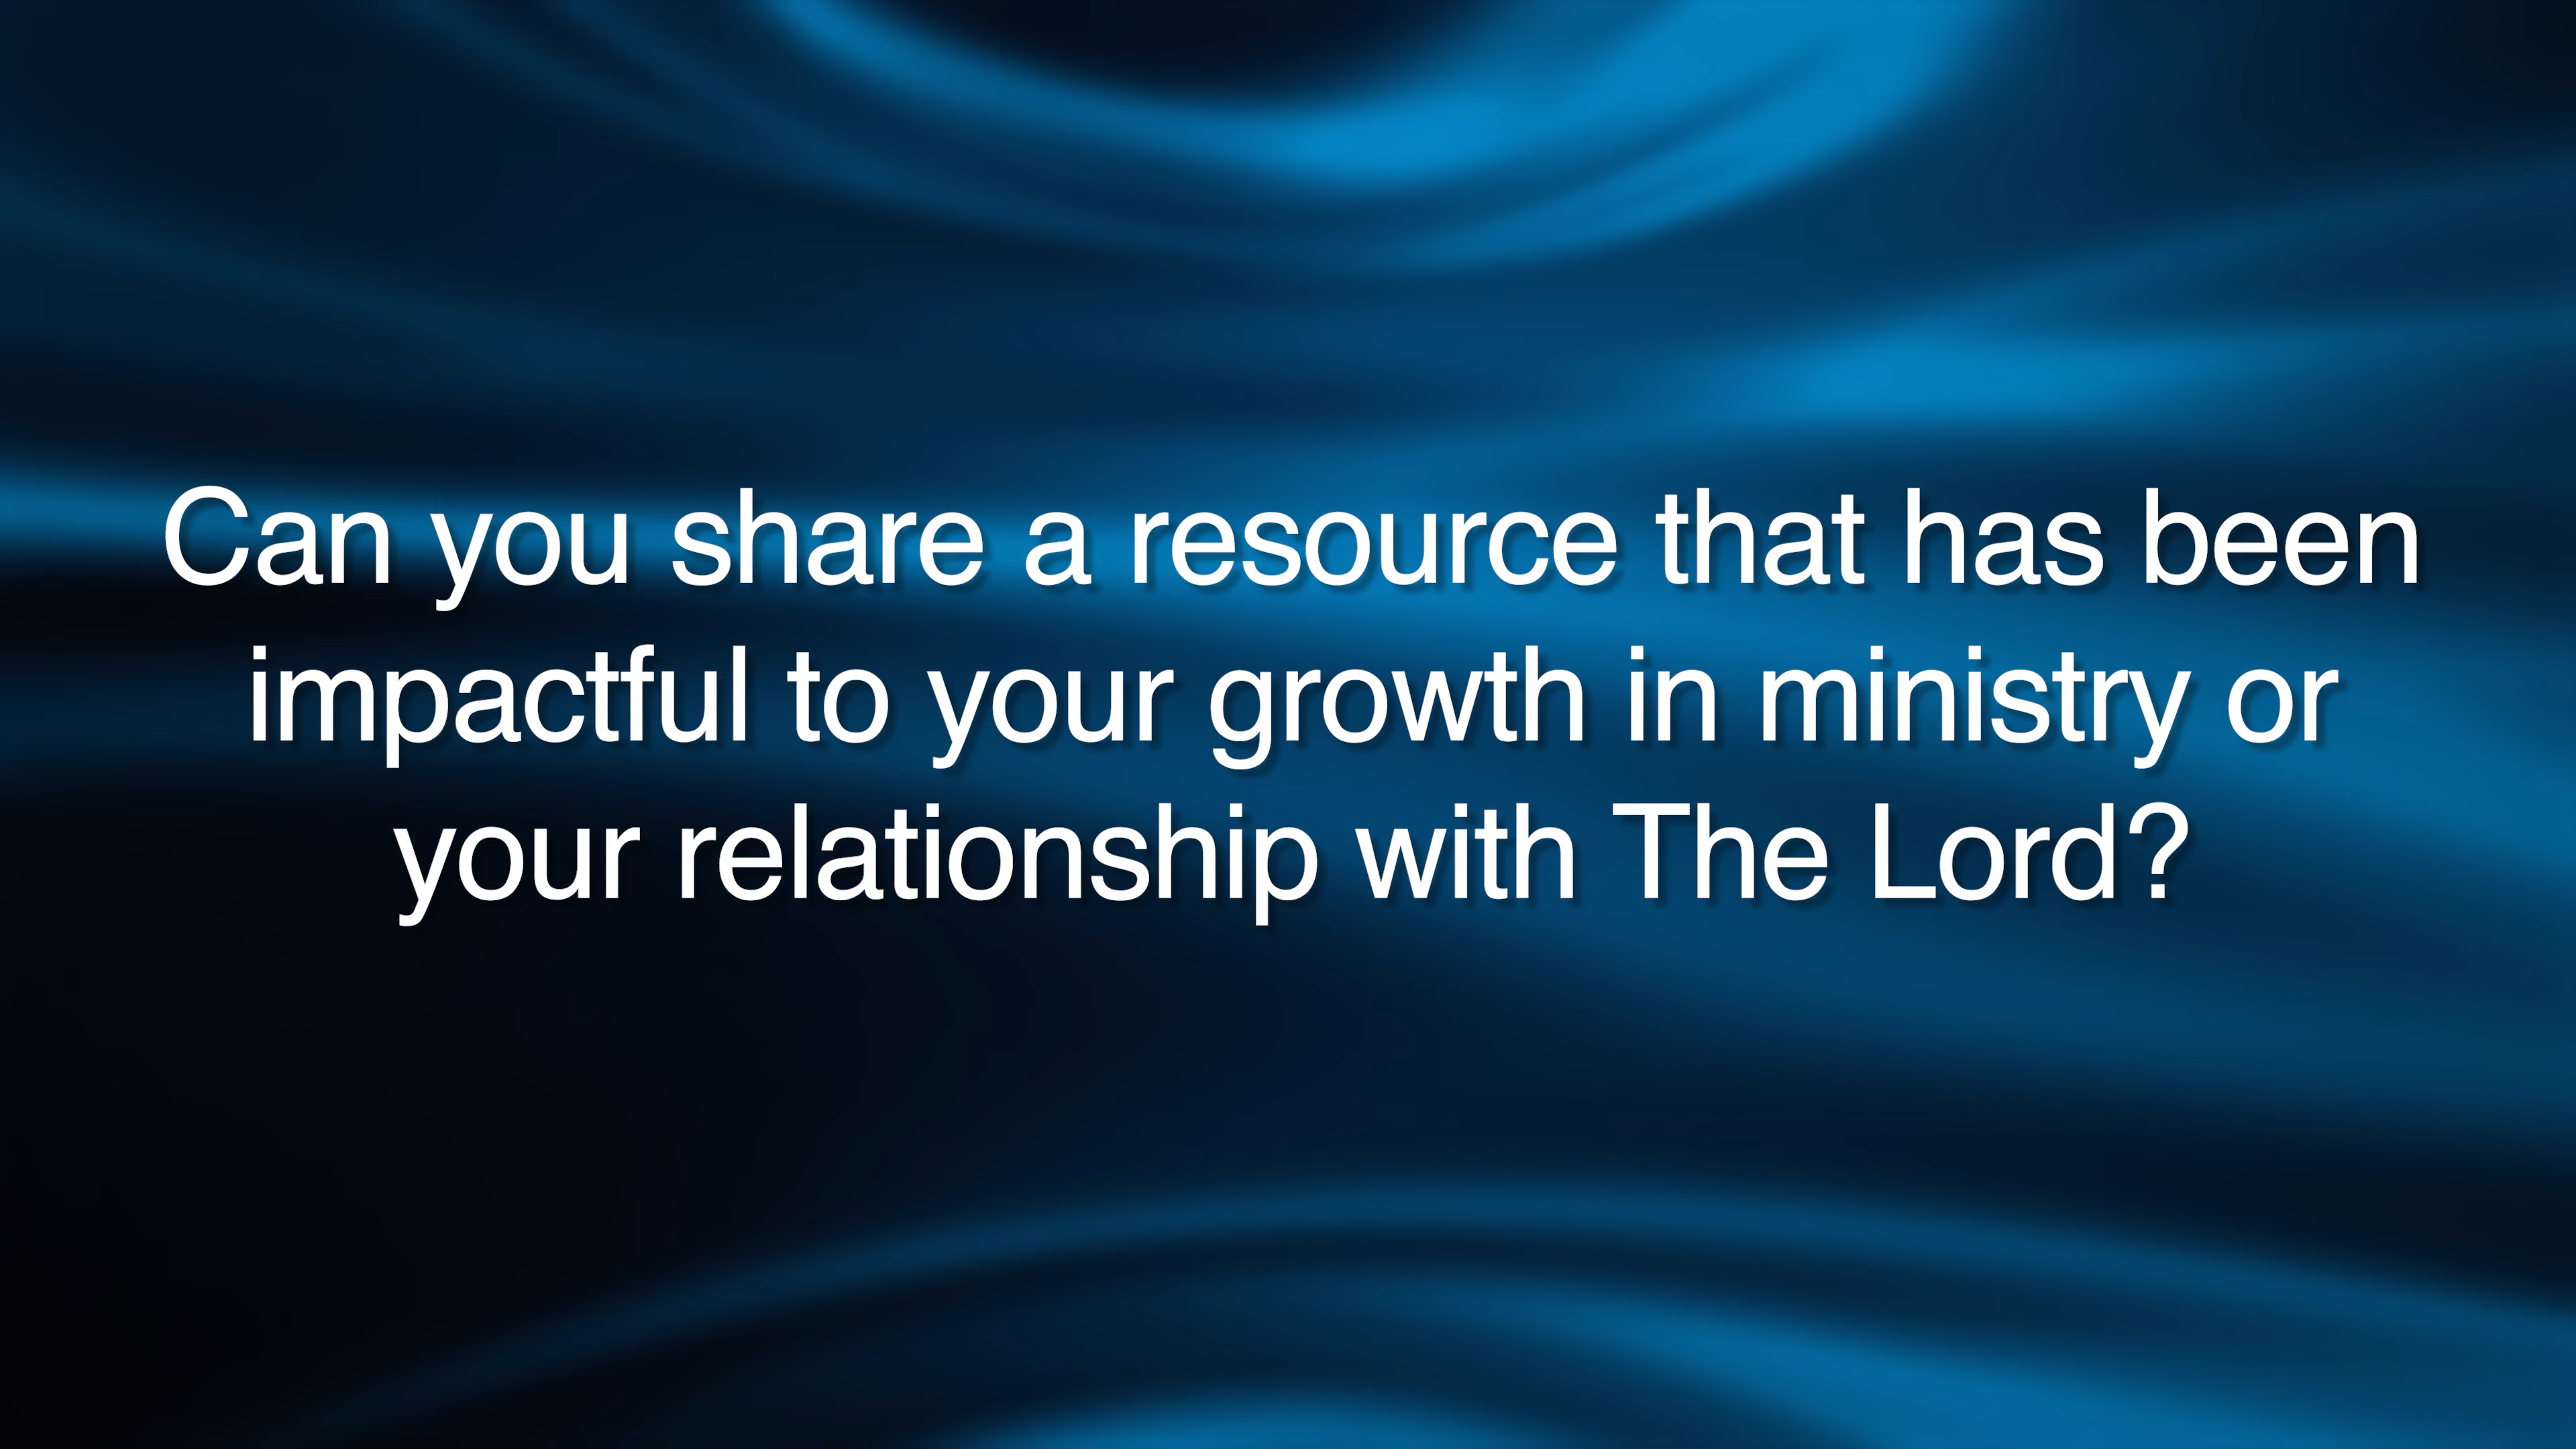 Can you share a resource that has been
impactful to your growth in ministry or
your relationship with The Lord?